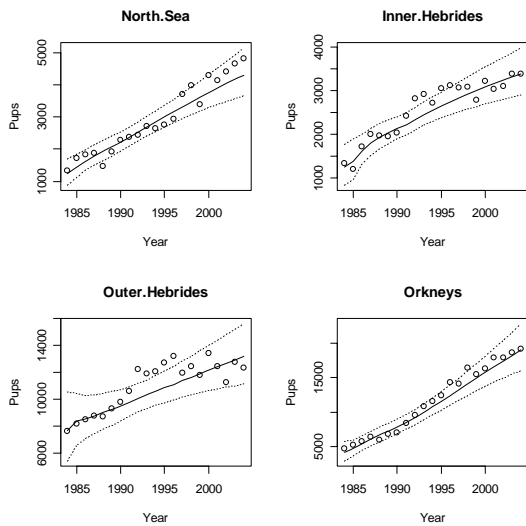 North.Sea
Pups
5000
3000
1000
1985 1990 1995 2000
Year
Inner.Hebrides
Pups
4000
3000
2000
1000
1985 1990 1995 2000
Year
Outer.Hebrides
Pups
14000
10000
6000
1985 1990 1995 2000
Year
Orkneys
Pups
15000
5000
1985 1990 1995 2000
Year